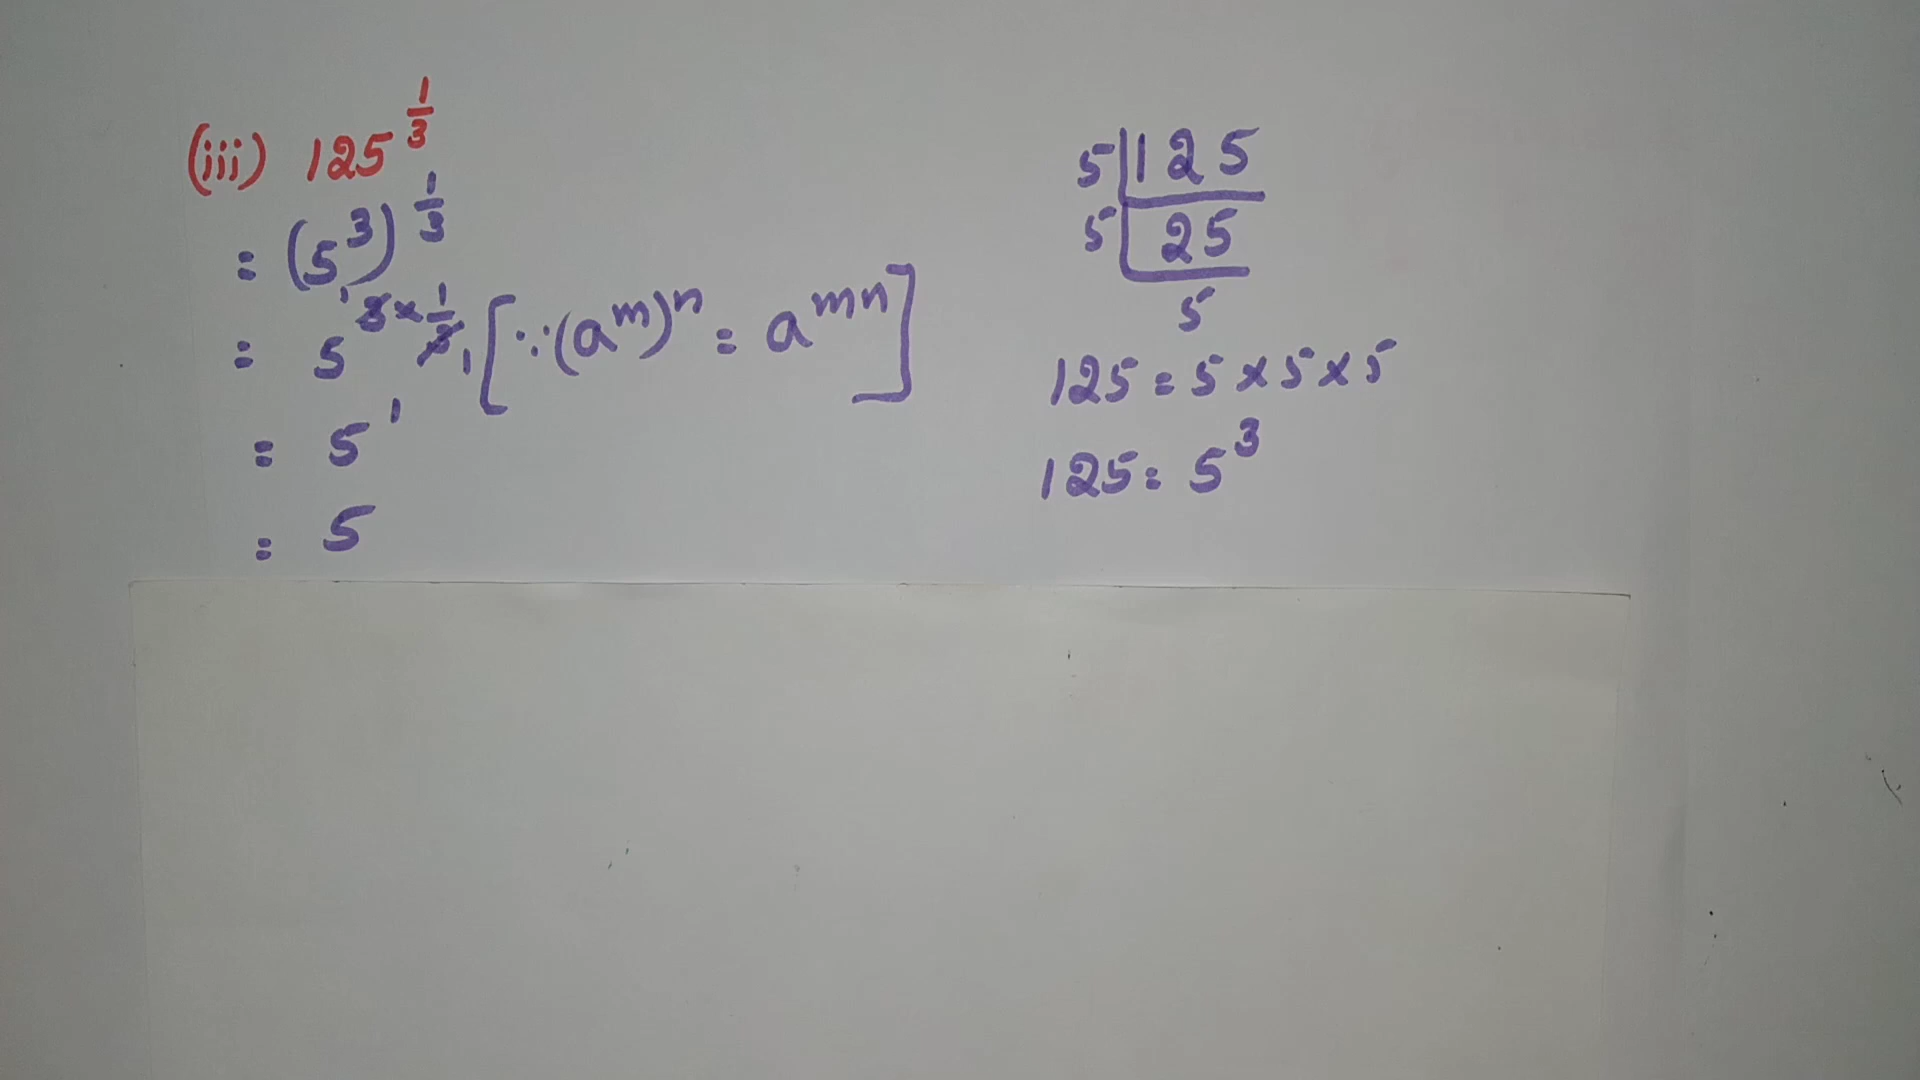 (iii) 125^(1/3)
= (5^3)^(1/3)
= 5^(3 × 1/3) [∵ (a^m)^n = a^mn]
= 5^1
= 5
5 | 125
5 | 25
5
125 = 5 × 5 × 5
125 = 5^3